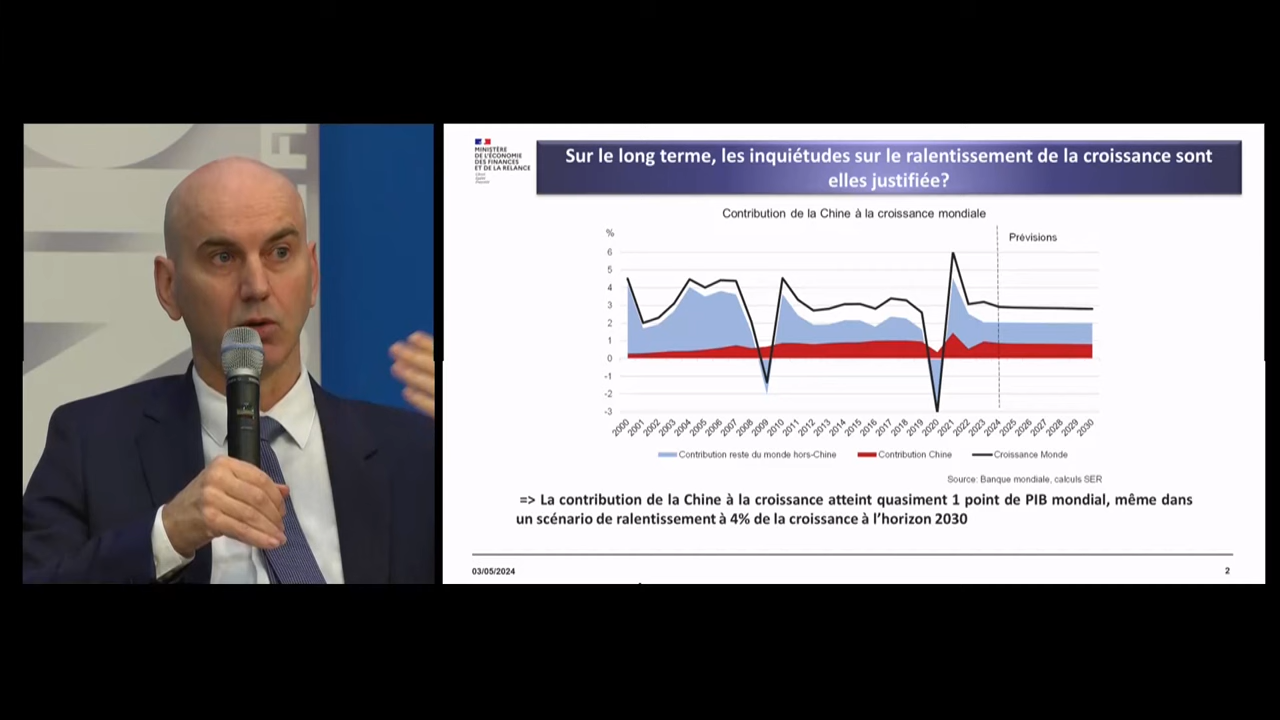 MINISTÈRE
DE L'ÉCONOMIE
DES FINANCES
ET DE LA RELANCE
Sur le long terme, les inquiétudes sur le ralentissement de la croissance sont
elles justifiée?
Contribution de la Chine à la croissance mondiale
%
Prévisions
6
5
4
3
2
1
0
-1
-2
-3
2000 2001 2002 2003 2004 2005 2006 2007 2008 2009 2010 2011 2012 2013 2014 2015 2016 2017 2018 2019 2020 2021 2022 2023 2024 2025 2026 2027 2028 2029 2030
Contribution reste du monde hors-Chine Contribution Chine Croissance Monde
Source: Banque mondiale, calculs SER
=> La contribution de la Chine à la croissance atteint quasiment 1 point de PIB mondial, même dans
un scénario de ralentissement à 4% de la croissance à l'horizon 2030
03/05/2024
2